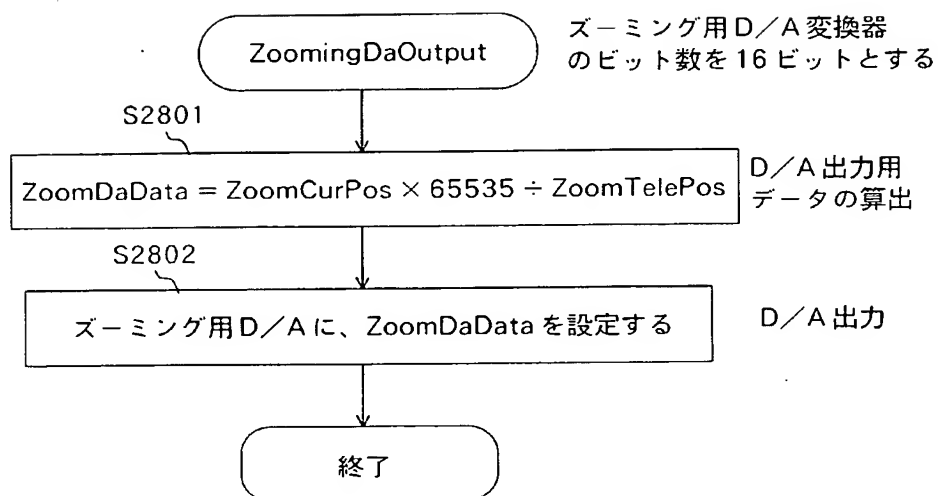 ZoomingDaOutput
ズーミング用D／A変換器
のビット数を16ビットとする
S2801
ZoomDaData = ZoomCurPos × 65535 ÷ ZoomTelePos
D／A出力用
データの算出
S2802
ズーミング用D／Aに、ZoomDaDataを設定する
D／A出力
終了